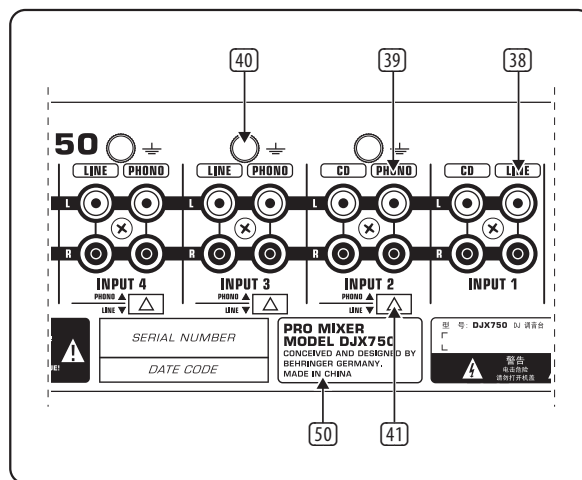 40
39
38
50
LINE PHONO LINE PHONO CD PHONO CD LINE
L L L L
R R R R
INPUT 4 INPUT 3 INPUT 2 INPUT 1
PHONO PHONO PHONO
LINE LINE LINE
UE!
SERIAL NUMBER
DATE CODE
PRO MIXER
MODEL DJX750
CONCEIVED AND DESIGNED BY
BEHRINGER GERMANY.
MADE IN CHINA
型 号: DJX750 DJ 调音台
警告
电击危险
请勿打开机盖
50
41